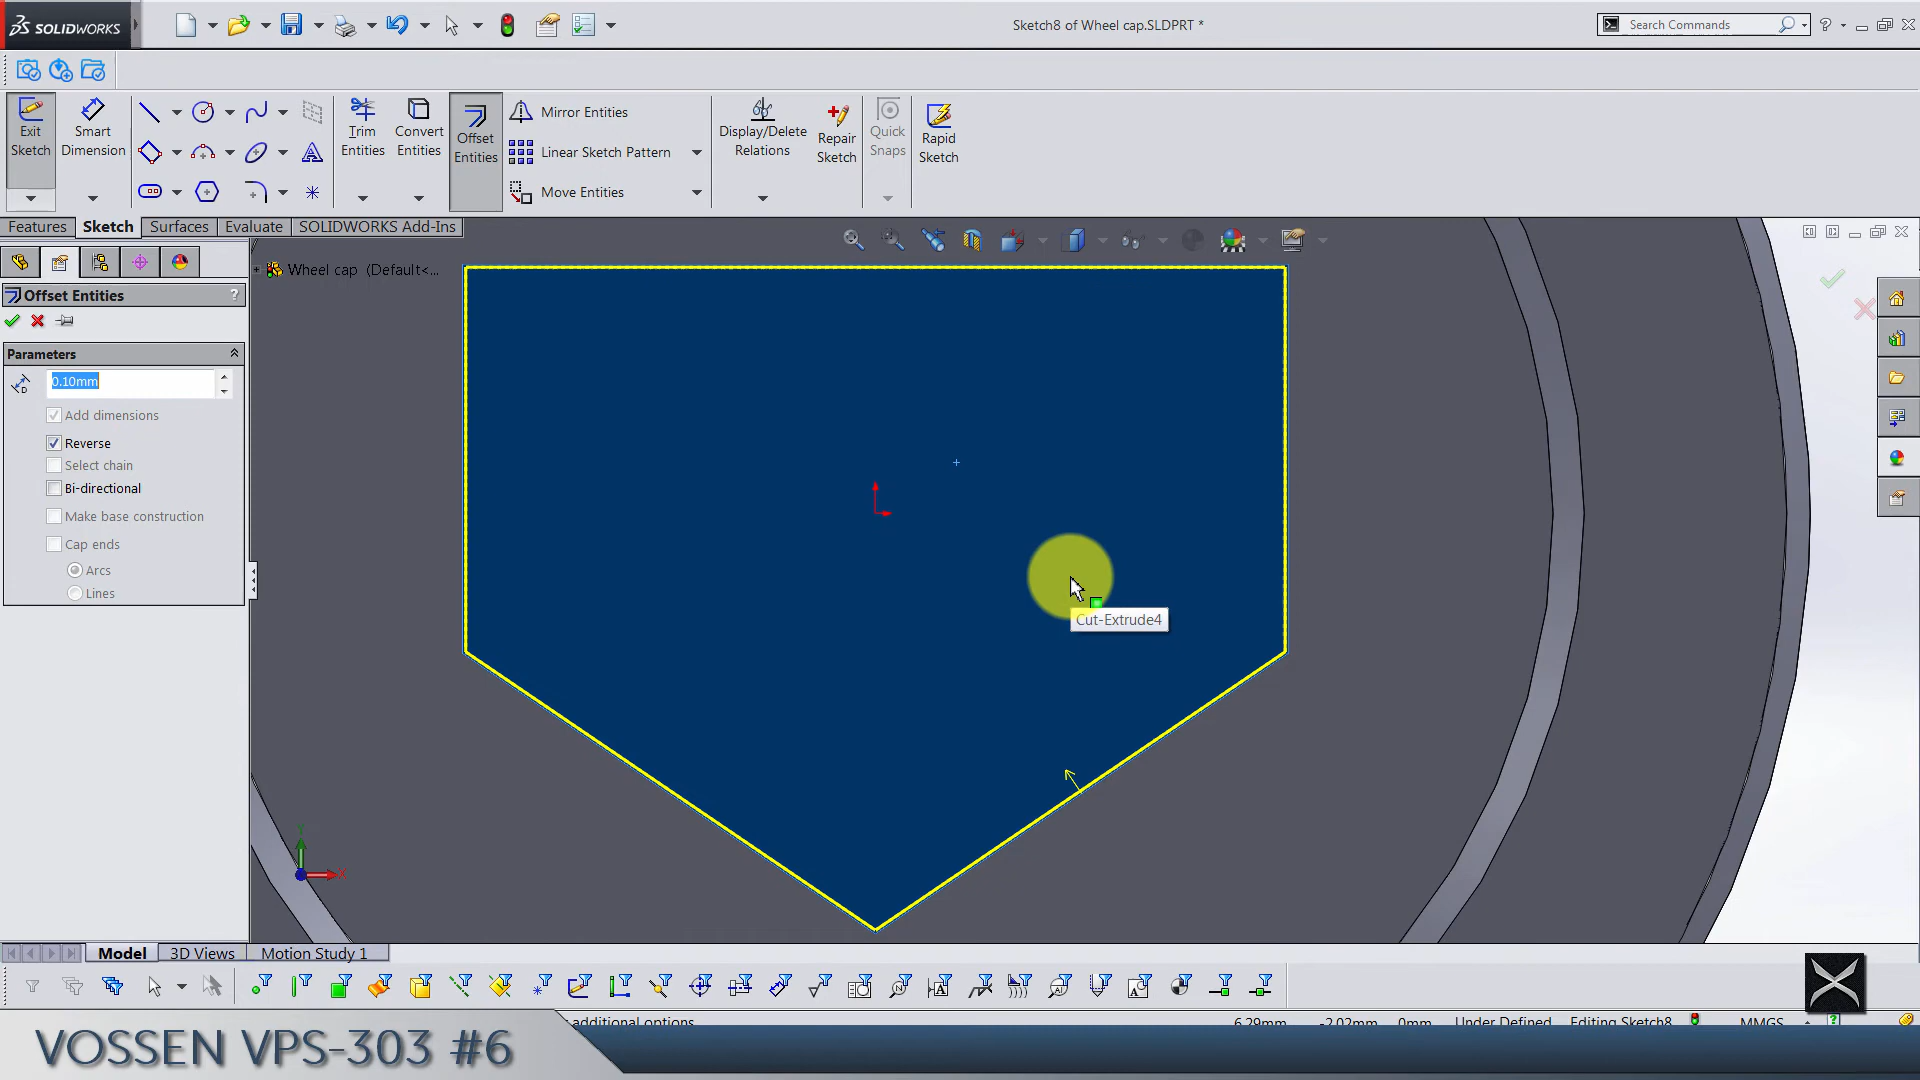 SOLIDWORKS
Sketch8 of Wheel cap.SLDPRT *
Search Commands
?
Exit Sketch
Smart Dimension
Trim Entities
Convert Entities
Offset Entities
Mirror Entities
Linear Sketch Pattern
Move Entities
Display/Delete Relations
Repair Sketch
Quick Snaps
Rapid Sketch
Features
Sketch
Surfaces
Evaluate
SOLIDWORKS Add-Ins
Wheel cap (Default<...
Offset Entities
?
Parameters
0.10mm
Add dimensions
Reverse
Select chain
Bi-directional
Make base construction
Cap ends
Arcs
Lines
Cut-Extrude4
Y
X
Model
3D Views
Motion Study 1
additional options
6.29mm
-2.02mm
0mm
Under Defined
Editing Sketch8
MMGS
?
VOSSEN VPS-303 #6